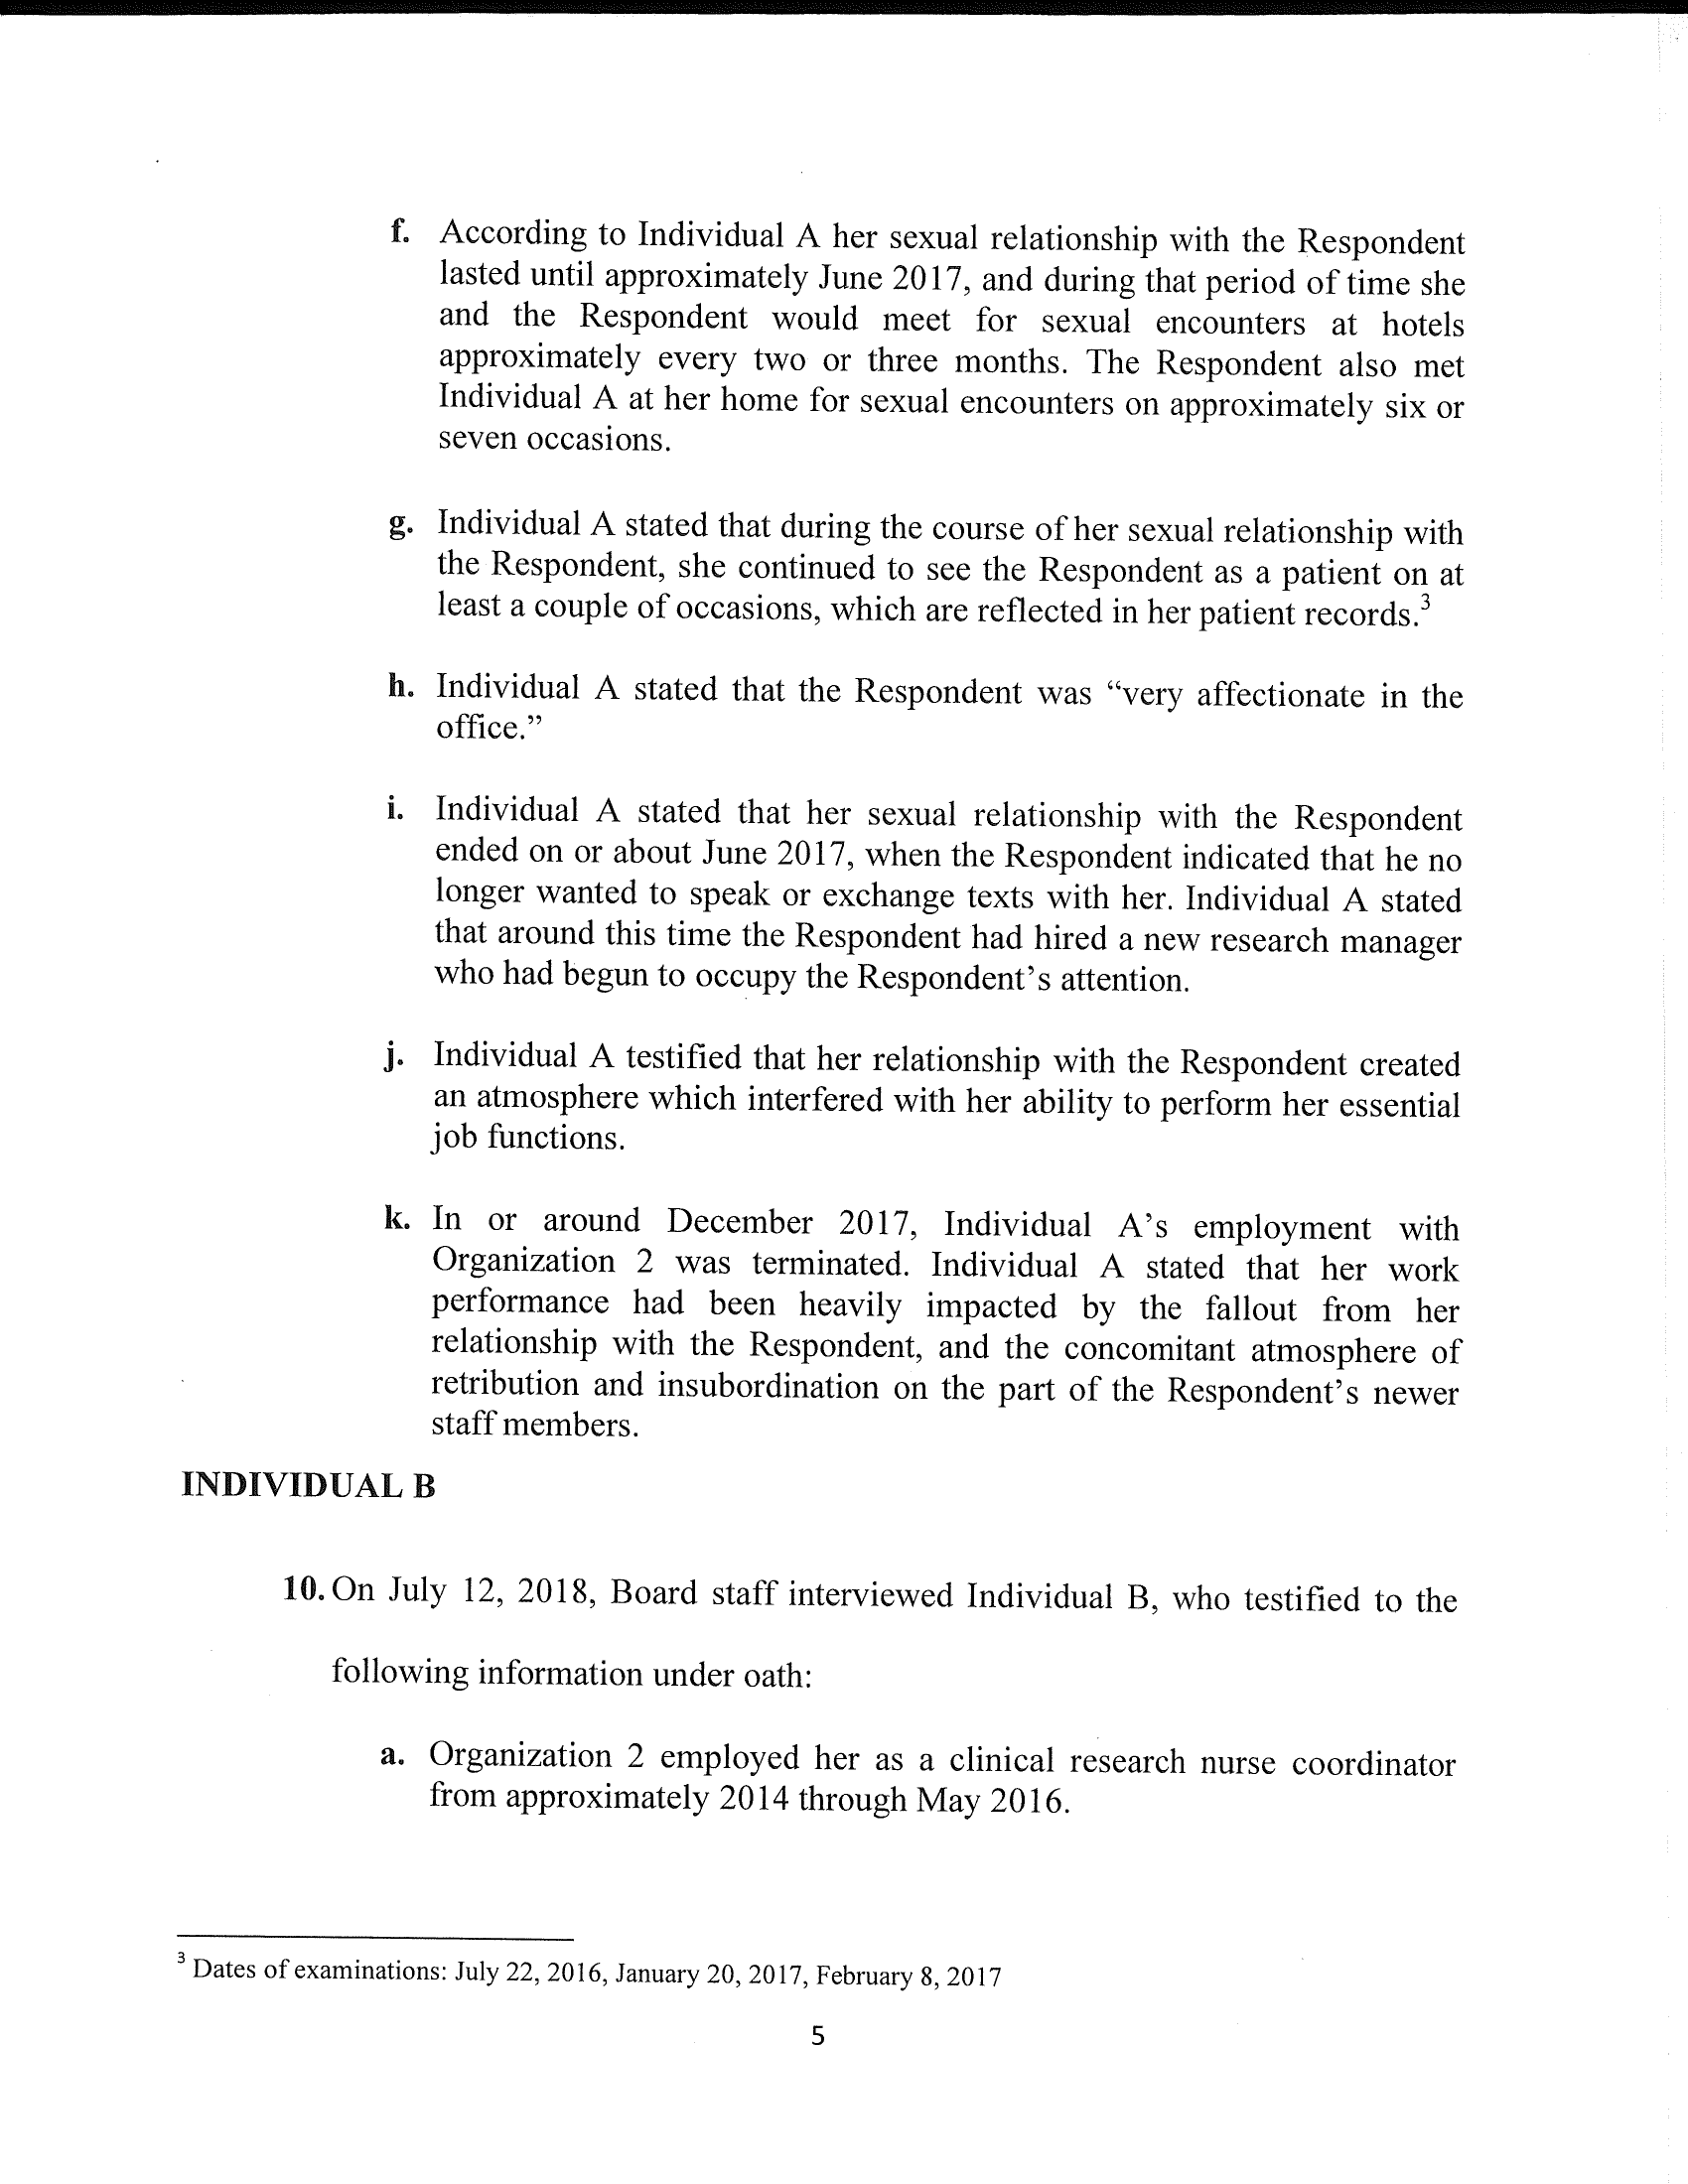 f. According to Individual A her sexual relationship with the Respondent
lasted until approximately June 2017, and during that period of time she
and the Respondent would meet for sexual encounters at hotels
approximately every two or three months. The Respondent also met
Individual A at her home for sexual encounters on approximately six or
seven occasions.
g. Individual A stated that during the course of her sexual relationship with
the Respondent, she continued to see the Respondent as a patient on at
least a couple of occasions, which are reflected in her patient records.³
h. Individual A stated that the Respondent was “very affectionate in the
office.”
i. Individual A stated that her sexual relationship with the Respondent
ended on or about June 2017, when the Respondent indicated that he no
longer wanted to speak or exchange texts with her. Individual A stated
that around this time the Respondent had hired a new research manager
who had begun to occupy the Respondent’s attention.
j. Individual A testified that her relationship with the Respondent created
an atmosphere which interfered with her ability to perform her essential
job functions.
k. In or around December 2017, Individual A’s employment with
Organization 2 was terminated. Individual A stated that her work
performance had been heavily impacted by the fallout from her
relationship with the Respondent, and the concomitant atmosphere of
retribution and insubordination on the part of the Respondent’s newer
staff members.
INDIVIDUAL B
10. On July 12, 2018, Board staff interviewed Individual B, who testified to the
following information under oath:
a. Organization 2 employed her as a clinical research nurse coordinator
from approximately 2014 through May 2016.
³ Dates of examinations: July 22, 2016, January 20, 2017, February 8, 2017
5